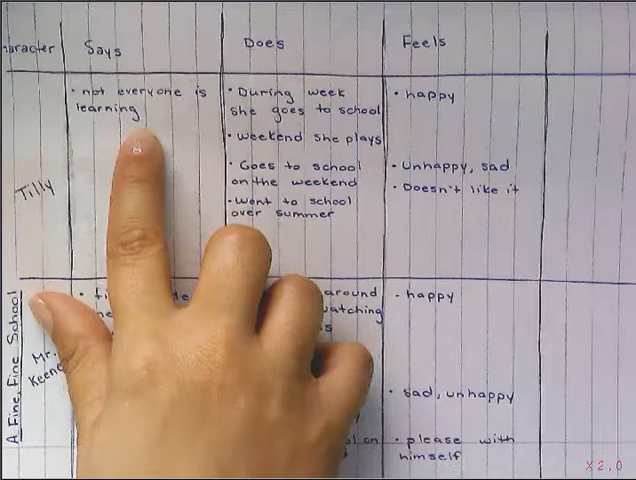 Says
Does
Feels
Tilly
• not everyone is
learning
• During week
she goes to school
• Weekend she plays
• Goes to school
on the weekend
• Went to school
over summer
• happy
• Unhappy, sad
• Doesn't like it
A Fine, Fine School
Mr.
Keene
around
watching
- happy
• sad, unhappy
• please with
himself
X2.0